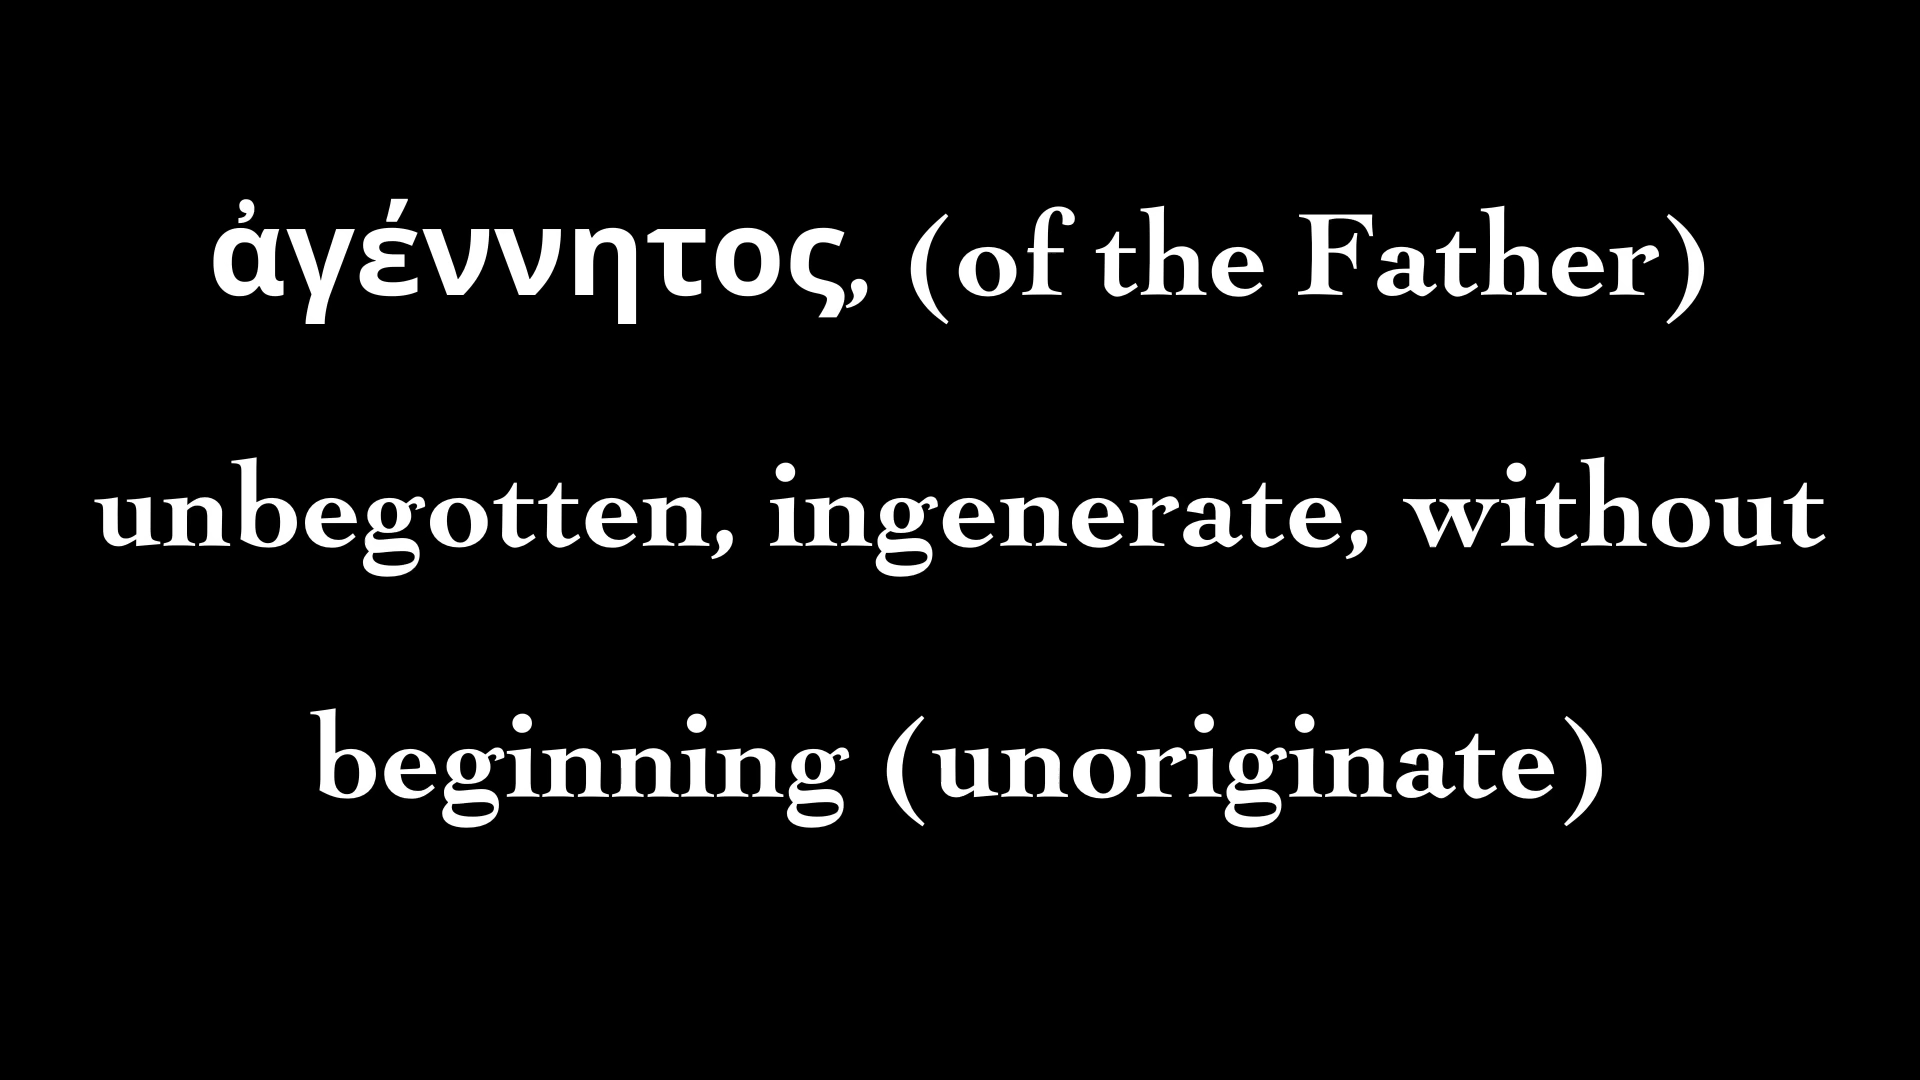 ἀγέννητος, (of the Father)
unbegotten, ingenerate, without
beginning (unoriginate)